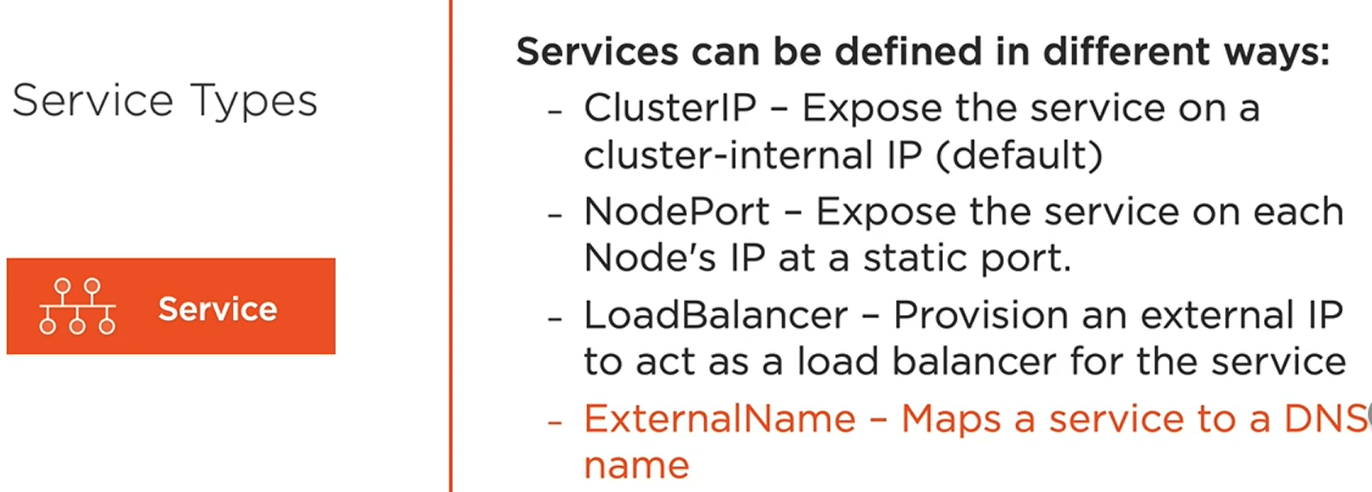 Service Types
Service
Services can be defined in different ways:
– ClusterIP – Expose the service on a
cluster-internal IP (default)
– NodePort – Expose the service on each
Node's IP at a static port.
– LoadBalancer – Provision an external IP
to act as a load balancer for the service
– ExternalName – Maps a service to a DNS
name